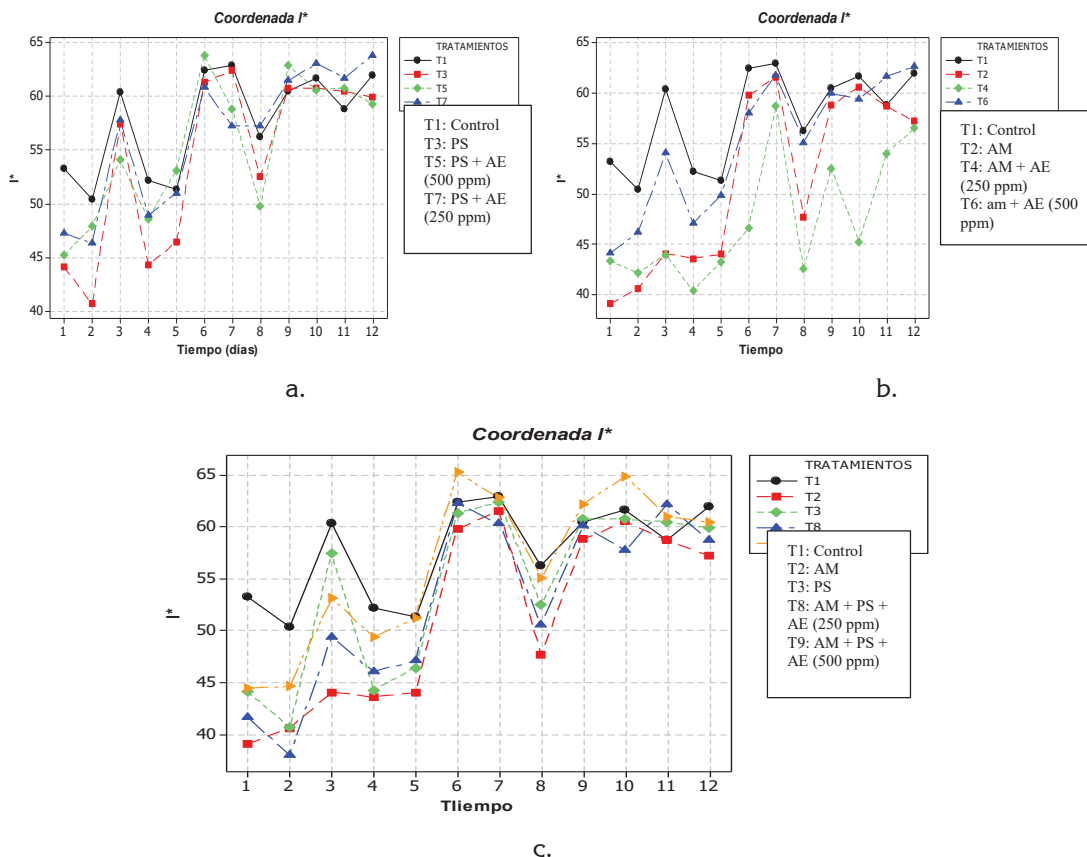 Coordenada l*
65
60
55
50
45
40
l*
1 2 3 4 5 6 7 8 9 10 11 12
Tiempo (días)
TRATAMIENTOS
T1
T3
T5
T7
T1: Control
T3: PS
T5: PS + AE
(500 ppm)
T7: PS + AE
(250 ppm)
a.
Coordenada l*
65
60
55
50
45
40
l*
1 2 3 4 5 6 7 8 9 10 11 12
Tiempo
TRATAMIENTOS
T1
T2
T4
T6
T1: Control
T2: AM
T4: AM + AE
(250 ppm)
T6: am + AE (500
ppm)
b.
Coordenada l*
65
60
55
50
45
40
l*
1 2 3 4 5 6 7 8 9 10 11 12
Tliempo
TRATAMIENTOS
T1
T2
T3
T8
T1: Control
T2: AM
T3: PS
T8: AM + PS +
AE (250 ppm)
T9: AM + PS +
AE (500 ppm)
c.